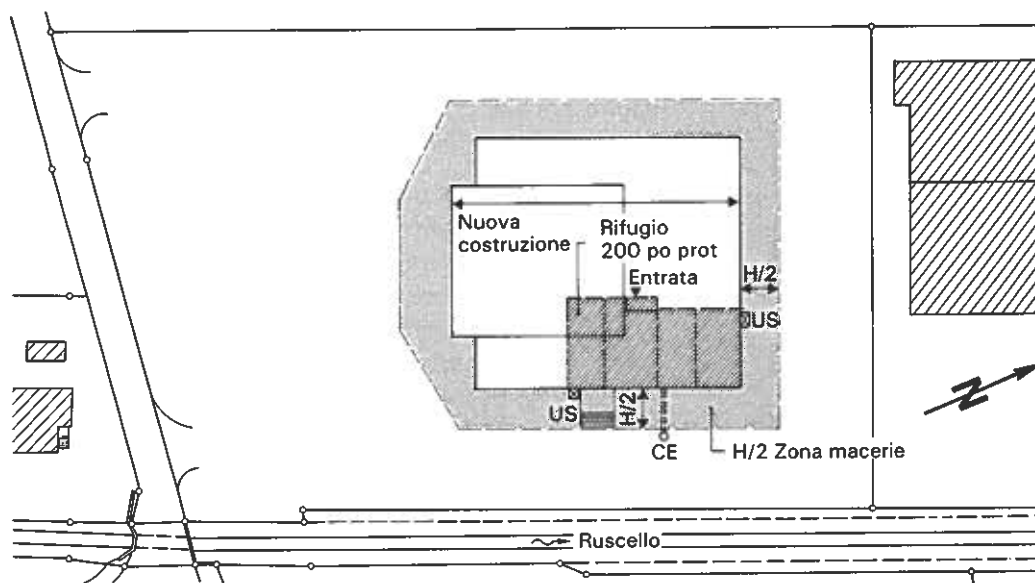 Nuova
costruzione
Rifugio
200 po prot
Entrata
H/2
US
US
H/2
CE
H/2 Zona macerie
N
Ruscello